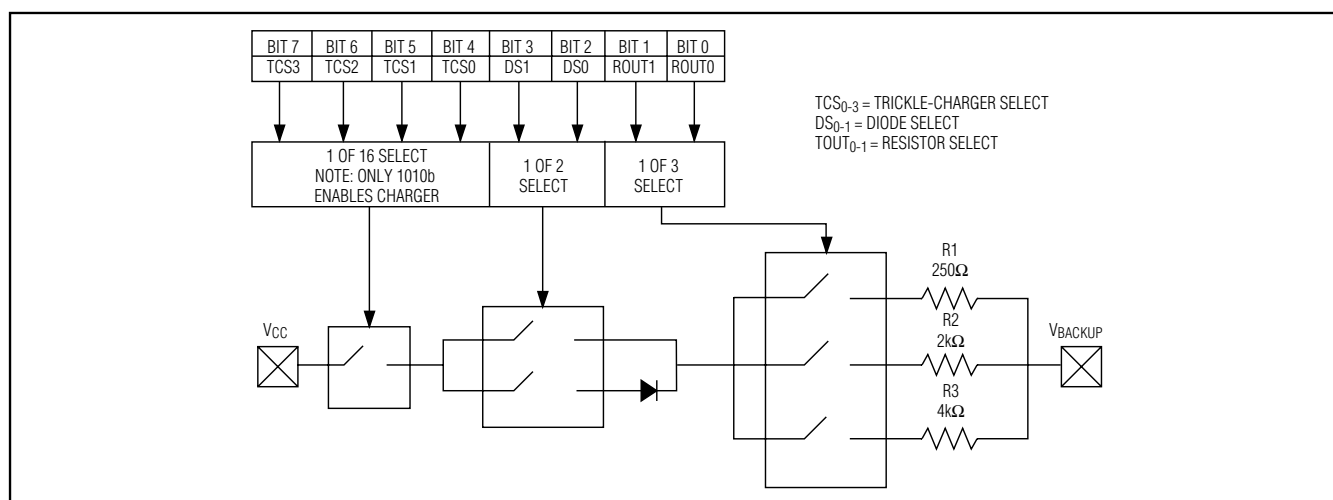 BIT 7 BIT 6 BIT 5 BIT 4 BIT 3 BIT 2 BIT 1 BIT 0
TCS3 TCS2 TCS1 TCS0 DS1 DS0 ROUT1 ROUT0
TCS0-3 = TRICKLE-CHARGER SELECT
DS0-1 = DIODE SELECT
TOUT0-1 = RESISTOR SELECT
1 OF 16 SELECT
NOTE: ONLY 1010b
ENABLES CHARGER
1 OF 2
SELECT
1 OF 3
SELECT
R1
250Ω
R2
2kΩ
R3
4kΩ
VCC
VBACKUP